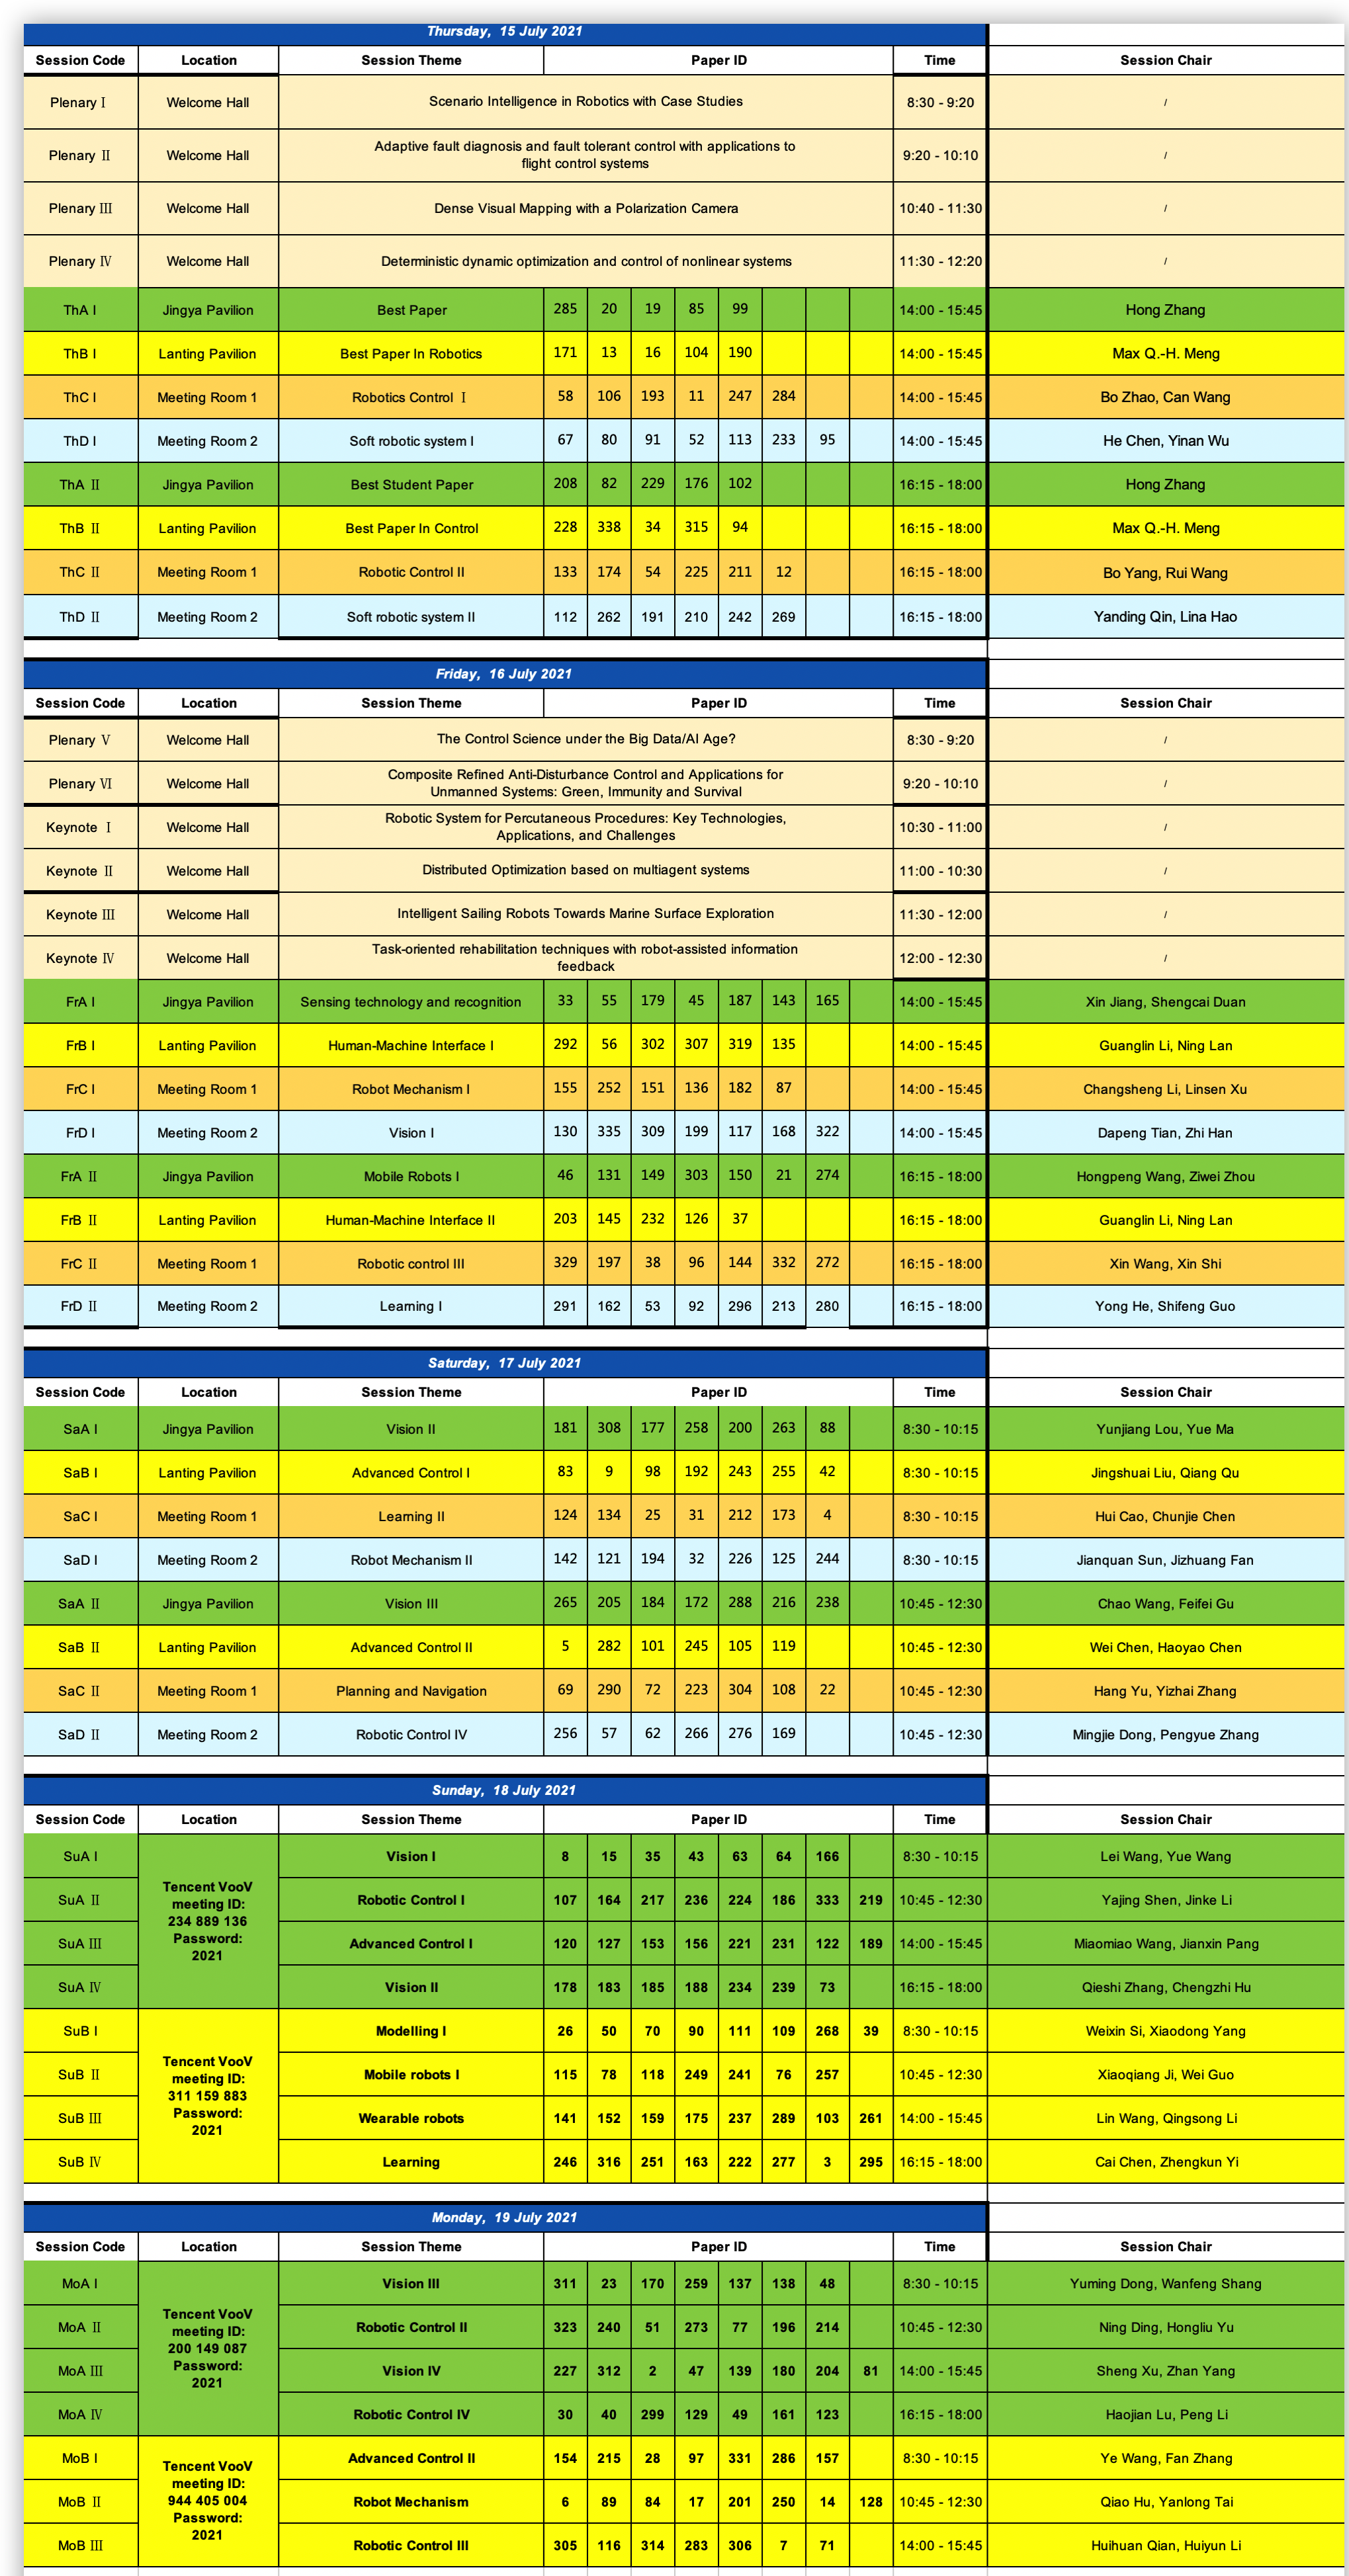 Thursday, 15 July 2021
Session Code Location Session Theme Paper ID Time Session Chair
Plenary Ⅰ Welcome Hall Scenario Intelligence in Robotics with Case Studies 8:30 - 9:20 /
Plenary Ⅱ Welcome Hall Adaptive fault diagnosis and fault tolerant control with applications to
flight control systems 9:20 - 10:10 /
Plenary Ⅲ Welcome Hall Dense Visual Mapping with a Polarization Camera 10:40 - 11:30 /
Plenary Ⅳ Welcome Hall Deterministic dynamic optimization and control of nonlinear systems 11:30 - 12:20 /
ThA I Jingya Pavilion Best Paper 285 20 19 85 99 14:00 - 15:45 Hong Zhang
ThB I Lanting Pavilion Best Paper In Robotics 171 13 16 104 190 14:00 - 15:45 Max Q.-H. Meng
ThC I Meeting Room 1 Robotics Control Ⅰ 58 106 193 11 247 284 14:00 - 15:45 Bo Zhao, Can Wang
ThD I Meeting Room 2 Soft robotic system I 67 80 91 52 113 233 95 14:00 - 15:45 He Chen, Yinan Wu
ThA Ⅱ Jingya Pavilion Best Student Paper 208 82 229 176 102 16:15 - 18:00 Hong Zhang
ThB Ⅱ Lanting Pavilion Best Paper In Control 228 338 34 315 94 16:15 - 18:00 Max Q.-H. Meng
ThC Ⅱ Meeting Room 1 Robotic Control II 133 174 54 225 211 12 16:15 - 18:00 Bo Yang, Rui Wang
ThD Ⅱ Meeting Room 2 Soft robotic system II 112 262 191 210 242 269 16:15 - 18:00 Yanding Qin, Lina Hao
Friday, 16 July 2021
Session Code Location Session Theme Paper ID Time Session Chair
Plenary Ⅴ Welcome Hall The Control Science under the Big Data/AI Age? 8:30 - 9:20 /
Plenary Ⅵ Welcome Hall Composite Refined Anti-Disturbance Control and Applications for
Unmanned Systems: Green, Immunity and Survival 9:20 - 10:10 /
Keynote Ⅰ Welcome Hall Robotic System for Percutaneous Procedures: Key Technologies,
Applications, and Challenges 10:30 - 11:00 /
Keynote Ⅱ Welcome Hall Distributed Optimization based on multiagent systems 11:00 - 10:30 /
Keynote Ⅲ Welcome Hall Intelligent Sailing Robots Towards Marine Surface Exploration 11:30 - 12:00 /
Keynote Ⅳ Welcome Hall Task-oriented rehabilitation techniques with robot-assisted information
feedback 12:00 - 12:30 /
FrA I Jingya Pavilion Sensing technology and recognition 33 55 179 45 187 143 165 14:00 - 15:45 Xin Jiang, Shengcai Duan
FrB I Lanting Pavilion Human-Machine Interface I 292 56 302 307 319 135 14:00 - 15:45 Guanglin Li, Ning Lan
FrC I Meeting Room 1 Robot Mechanism I 155 252 151 136 182 87 14:00 - 15:45 Changsheng Li, Linsen Xu
FrD I Meeting Room 2 Vision I 130 335 309 199 117 168 322 14:00 - 15:45 Dapeng Tian, Zhi Han
FrA Ⅱ Jingya Pavilion Mobile Robots I 46 131 149 303 150 21 274 16:15 - 18:00 Hongpeng Wang, Ziwei Zhou
FrB Ⅱ Lanting Pavilion Human-Machine Interface II 203 145 232 126 37 16:15 - 18:00 Guanglin Li, Ning Lan
FrC Ⅱ Meeting Room 1 Robotic control III 329 197 38 96 144 332 272 16:15 - 18:00 Xin Wang, Xin Shi
FrD Ⅱ Meeting Room 2 Learning I 291 162 53 92 296 213 280 16:15 - 18:00 Yong He, Shifeng Guo
Saturday, 17 July 2021
Session Code Location Session Theme Paper ID Time Session Chair
SaA I Jingya Pavilion Vision II 181 308 177 258 200 263 88 8:30 - 10:15 Yunjiang Lou, Yue Ma
SaB I Lanting Pavilion Advanced Control I 83 9 98 192 243 255 42 8:30 - 10:15 Jingshuai Liu, Qiang Qu
SaC I Meeting Room 1 Learning II 124 134 25 31 212 173 4 8:30 - 10:15 Hui Cao, Chunjie Chen
SaD I Meeting Room 2 Robot Mechanism II 142 121 194 32 226 125 244 8:30 - 10:15 Jianquan Sun, Jizhuang Fan
SaA Ⅱ Jingya Pavilion Vision III 265 205 184 172 288 216 238 10:45 - 12:30 Chao Wang, Feifei Gu
SaB Ⅱ Lanting Pavilion Advanced Control II 5 282 101 245 105 119 10:45 - 12:30 Wei Chen, Haoyao Chen
SaC Ⅱ Meeting Room 1 Planning and Navigation 69 290 72 223 304 108 22 10:45 - 12:30 Hang Yu, Yizhai Zhang
SaD Ⅱ Meeting Room 2 Robotic Control IV 256 57 62 266 276 169 10:45 - 12:30 Mingjie Dong, Pengyue Zhang
Sunday, 18 July 2021
Session Code Location Session Theme Paper ID Time Session Chair
SuA I Vision I 8 15 35 43 63 64 166 8:30 - 10:15 Lei Wang, Yue Wang
Tencent VooV
meeting ID:
234 889 136
Password:
2021
SuA Ⅱ Robotic Control I 107 164 217 236 224 186 333 219 10:45 - 12:30 Yajing Shen, Jinke Li
SuA Ⅲ Advanced Control I 120 127 153 156 221 231 122 189 14:00 - 15:45 Miaomiao Wang, Jianxin Pang
SuA Ⅳ Vision II 178 183 185 188 234 239 73 16:15 - 18:00 Qieshi Zhang, Chengzhi Hu
SuB I Modelling I 26 50 70 90 111 109 268 39 8:30 - 10:15 Weixin Si, Xiaodong Yang
Tencent VooV
meeting ID:
311 159 883
Password:
2021
SuB Ⅱ Mobile robots I 115 78 118 249 241 76 257 10:45 - 12:30 Xiaoqiang Ji, Wei Guo
SuB Ⅲ Wearable robots 141 152 159 175 237 289 103 261 14:00 - 15:45 Lin Wang, Qingsong Li
SuB Ⅳ Learning 246 316 251 163 222 277 3 295 16:15 - 18:00 Cai Chen, Zhengkun Yi
Monday, 19 July 2021
Session Code Location Session Theme Paper ID Time Session Chair
MoA I Vision III 311 23 170 259 137 138 48 8:30 - 10:15 Yuming Dong, Wanfeng Shang
Tencent VooV
meeting ID:
200 149 087
Password:
2021
MoA Ⅱ Robotic Control II 323 240 51 273 77 196 214 10:45 - 12:30 Ning Ding, Hongliu Yu
MoA Ⅲ Vision IV 227 312 2 47 139 180 204 81 14:00 - 15:45 Sheng Xu, Zhan Yang
MoA Ⅳ Robotic Control IV 30 40 299 129 49 161 123 16:15 - 18:00 Haojian Lu, Peng Li
MoB I Advanced Control II 154 215 28 97 331 286 157 8:30 - 10:15 Ye Wang, Fan Zhang
Tencent VooV
meeting ID:
944 405 004
Password:
2021
MoB Ⅱ Robot Mechanism 6 89 84 17 201 250 14 128 10:45 - 12:30 Qiao Hu, Yanlong Tai
MoB Ⅲ Robotic Control III 305 116 314 283 306 7 71 14:00 - 15:45 Huihuan Qian, Huiyun Li